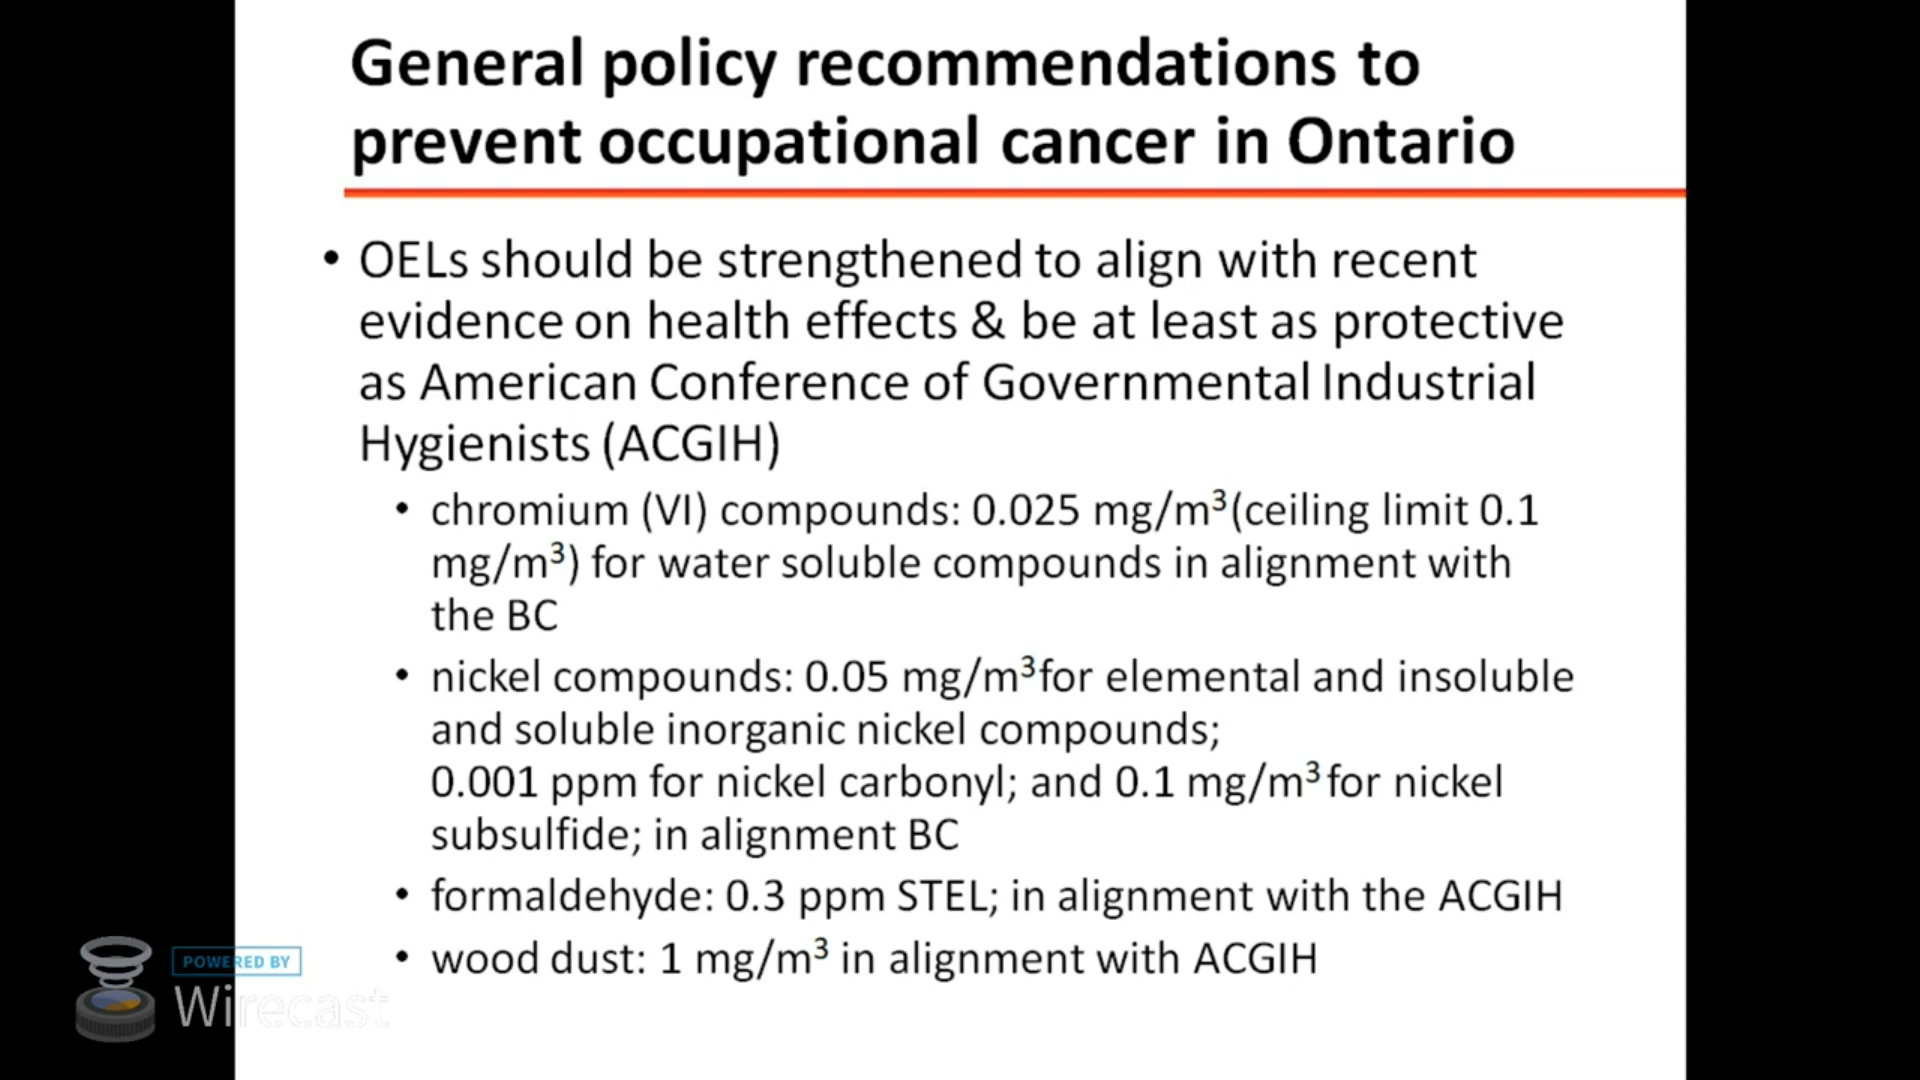 General policy recommendations to
prevent occupational cancer in Ontario
• OELs should be strengthened to align with recent
evidence on health effects & be at least as protective
as American Conference of Governmental Industrial
Hygienists (ACGIH)
• chromium (VI) compounds: 0.025 mg/m³(ceiling limit 0.1
mg/m³) for water soluble compounds in alignment with
the BC
• nickel compounds: 0.05 mg/m³for elemental and insoluble
and soluble inorganic nickel compounds;
0.001 ppm for nickel carbonyl; and 0.1 mg/m³for nickel
subsulfide; in alignment BC
• formaldehyde: 0.3 ppm STEL; in alignment with the ACGIH
• wood dust: 1 mg/m³ in alignment with ACGIH
POWERED BY
Wirecast